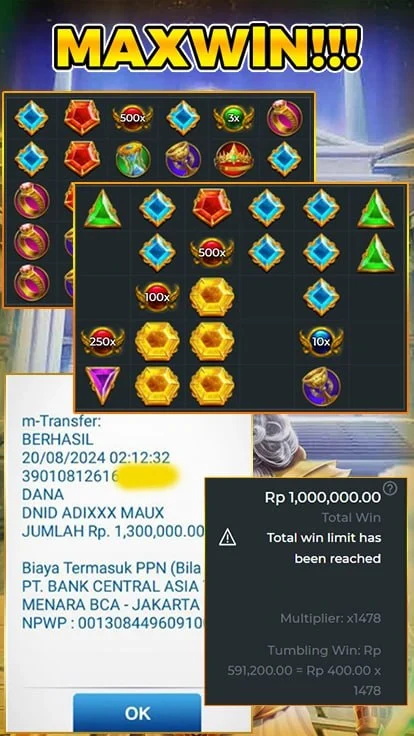 MAXWIN!!!
500x
3x
500x
100x
250x
10x
m-Transfer:
BERHASIL
20/08/2024 02:12:32
39010812616
DANA
DNID ADIXXX MAUX
JUMLAH Rp. 1,300,000.00
Biaya Termasuk PPN (Bila
PT. BANK CENTRAL ASIA
MENARA BCA - JAKARTA
NPWP : 00130844960910
OK
Rp 1,000,000.00
Total Win
Total win limit has
been reached
Multiplier: x1478
Tumbling Win: Rp
591,200.00 = Rp 400.00 x
1478